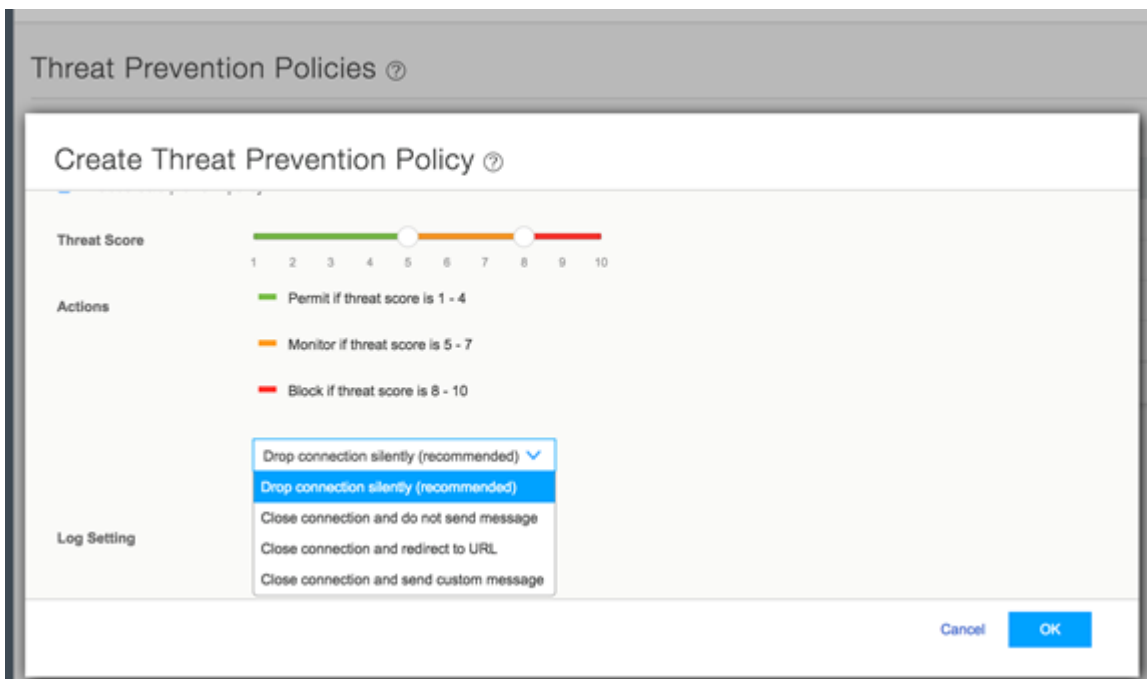 Threat Prevention Policies ?
Create Threat Prevention Policy ?
Threat Score
1 2 3 4 5 6 7 8 9 10
Actions
Permit if threat score is 1 - 4
Monitor if threat score is 5 - 7
Block if threat score is 8 - 10
Drop connection silently (recommended)
Drop connection silently (recommended)
Close connection and do not send message
Log Setting
Close connection and redirect to URL
Close connection and send custom message
Cancel OK